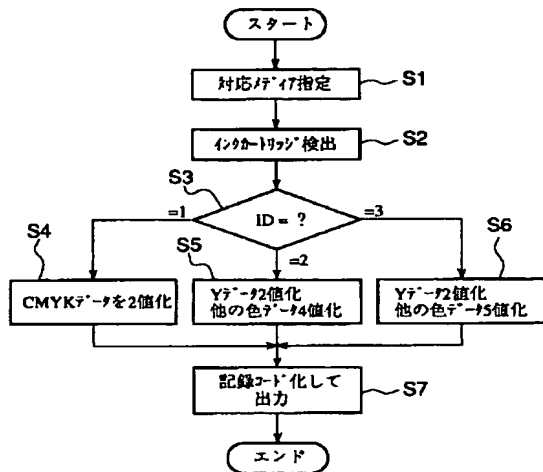 スタート
対応メディア指定
S1
インクカートリッジ検出
S2
S3
ID = ?
=1
=2
=3
S4
CMYKデータを2値化
S5
Yデータ2値化
他の色データ4値化
S6
Yデータ2値化
他の色データ5値化
記録コード化して
出力
S7
エンド